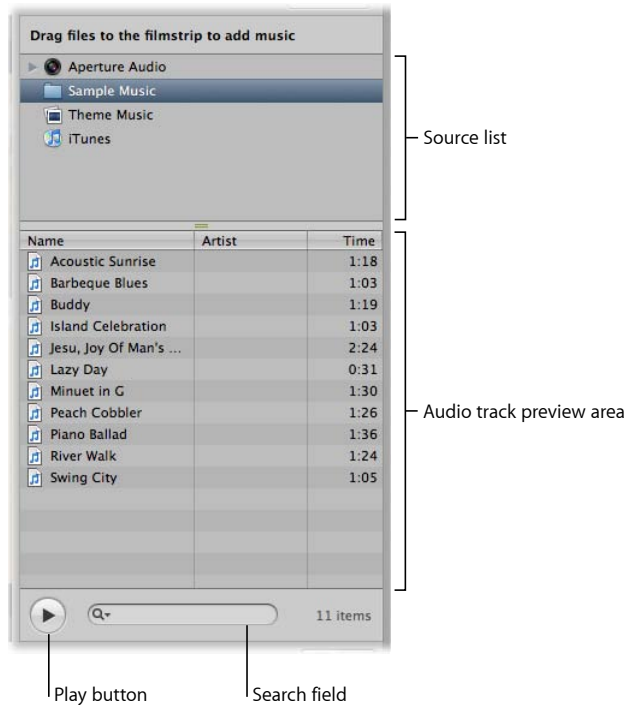 Drag files to the filmstrip to add music
Aperture Audio
Sample Music
Theme Music
iTunes
Source list
Name Artist Time
Acoustic Sunrise 1:18
Barbeque Blues 1:03
Buddy 1:19
Island Celebration 1:03
Jesu, Joy Of Man's ... 2:24
Lazy Day 0:31
Minuet in G 1:30
Peach Cobbler 1:26
Audio track preview area
Piano Ballad 1:36
River Walk 1:24
Swing City 1:05
11 items
Play button
Search field